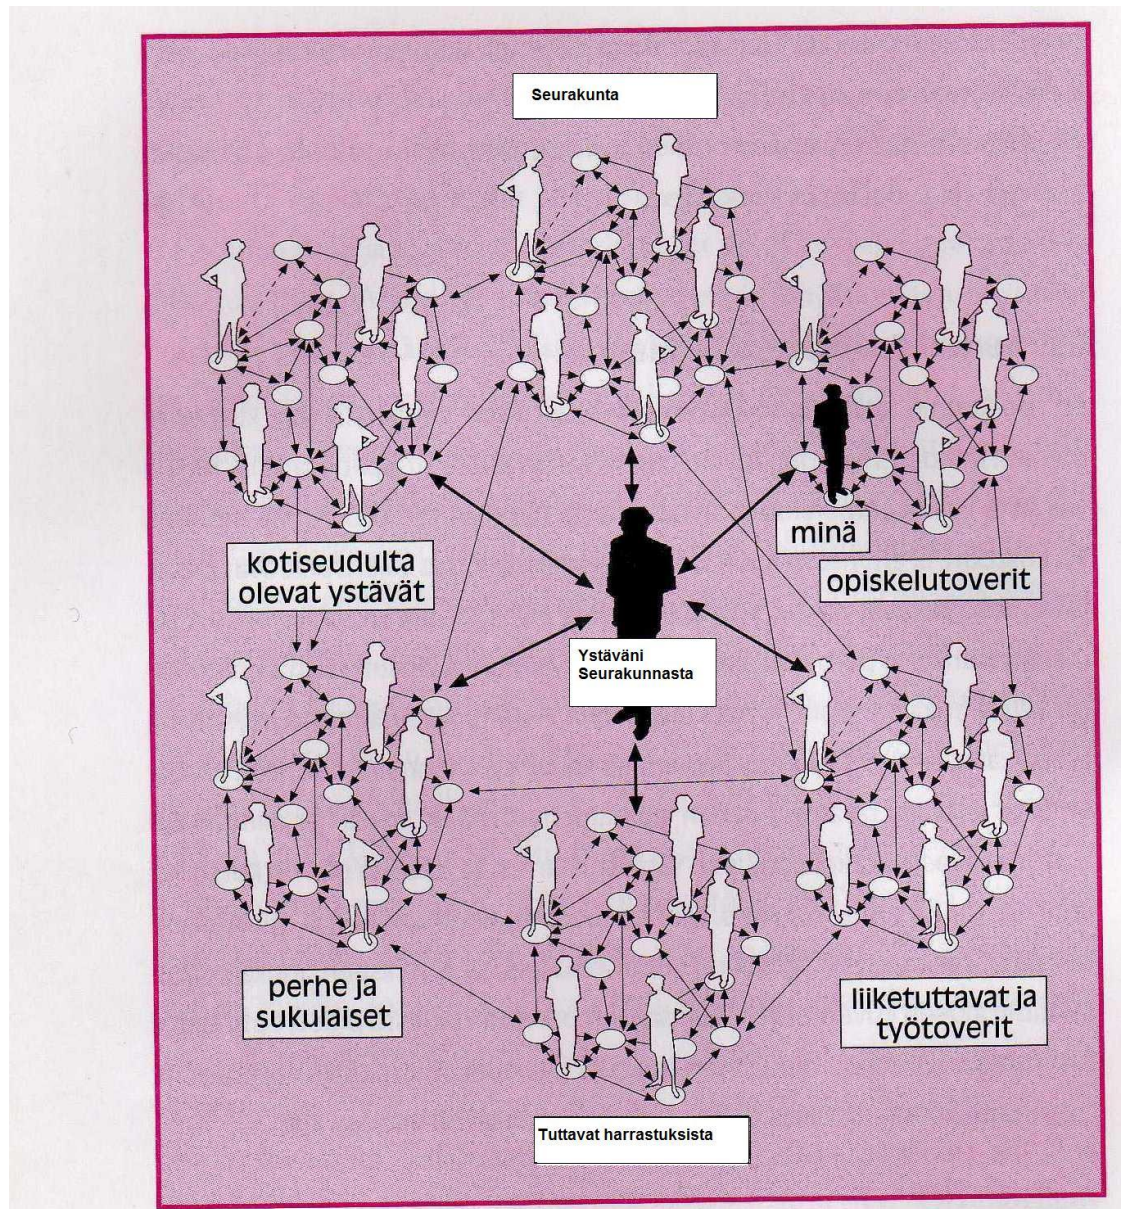 Seurakunta
kotiseudulta
olevat ystävät
minä
opiskelutoverit
Ystäväni
Seurakunnasta
perhe ja
sukulaiset
liiketuttavat ja
työtoverit
Tuttavat harrastuksista